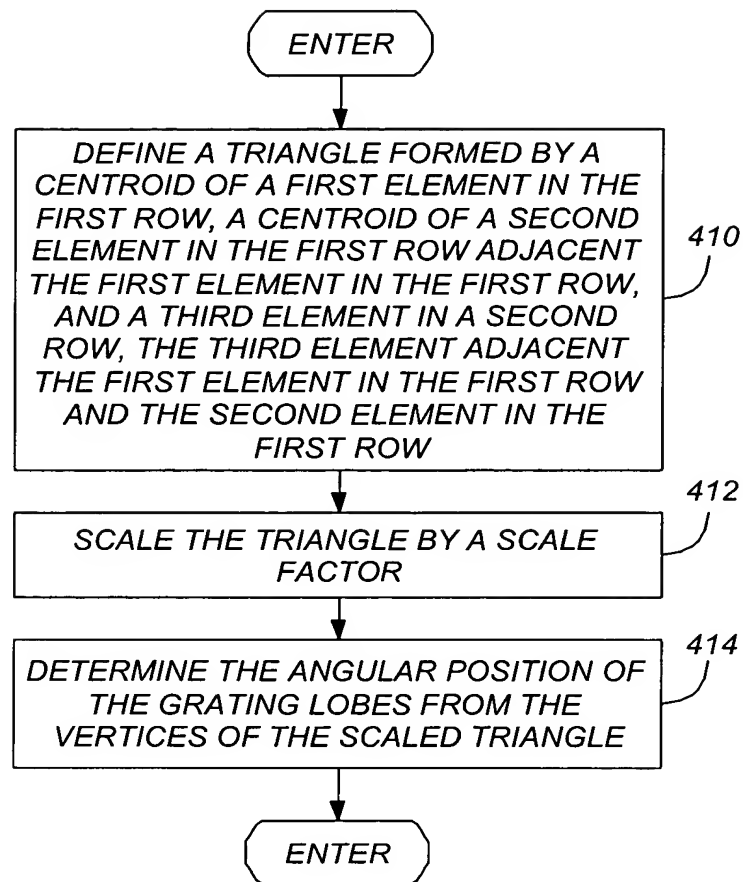 ENTER
DEFINE A TRIANGLE FORMED BY A
CENTROID OF A FIRST ELEMENT IN THE
FIRST ROW, A CENTROID OF A SECOND
ELEMENT IN THE FIRST ROW ADJACENT
THE FIRST ELEMENT IN THE FIRST ROW,
AND A THIRD ELEMENT IN A SECOND
ROW, THE THIRD ELEMENT ADJACENT
THE FIRST ELEMENT IN THE FIRST ROW
AND THE SECOND ELEMENT IN THE
FIRST ROW
410
SCALE THE TRIANGLE BY A SCALE
FACTOR
412
DETERMINE THE ANGULAR POSITION OF
THE GRATING LOBES FROM THE
VERTICES OF THE SCALED TRIANGLE
414
ENTER